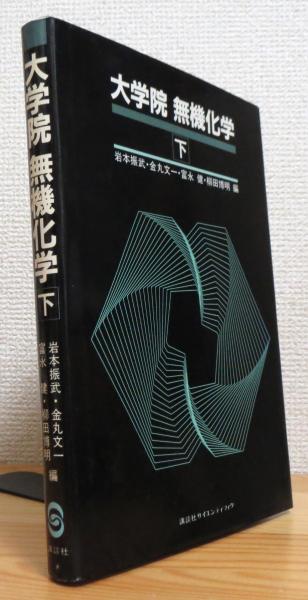 大学院 無機化学
下
岩本振武・金丸文一・富永 健・柳田博明 編
講談社サイエンティフィク
大学院 無機化学 下
岩本振武・金丸文一
富永 健・柳田博明 編
講談社